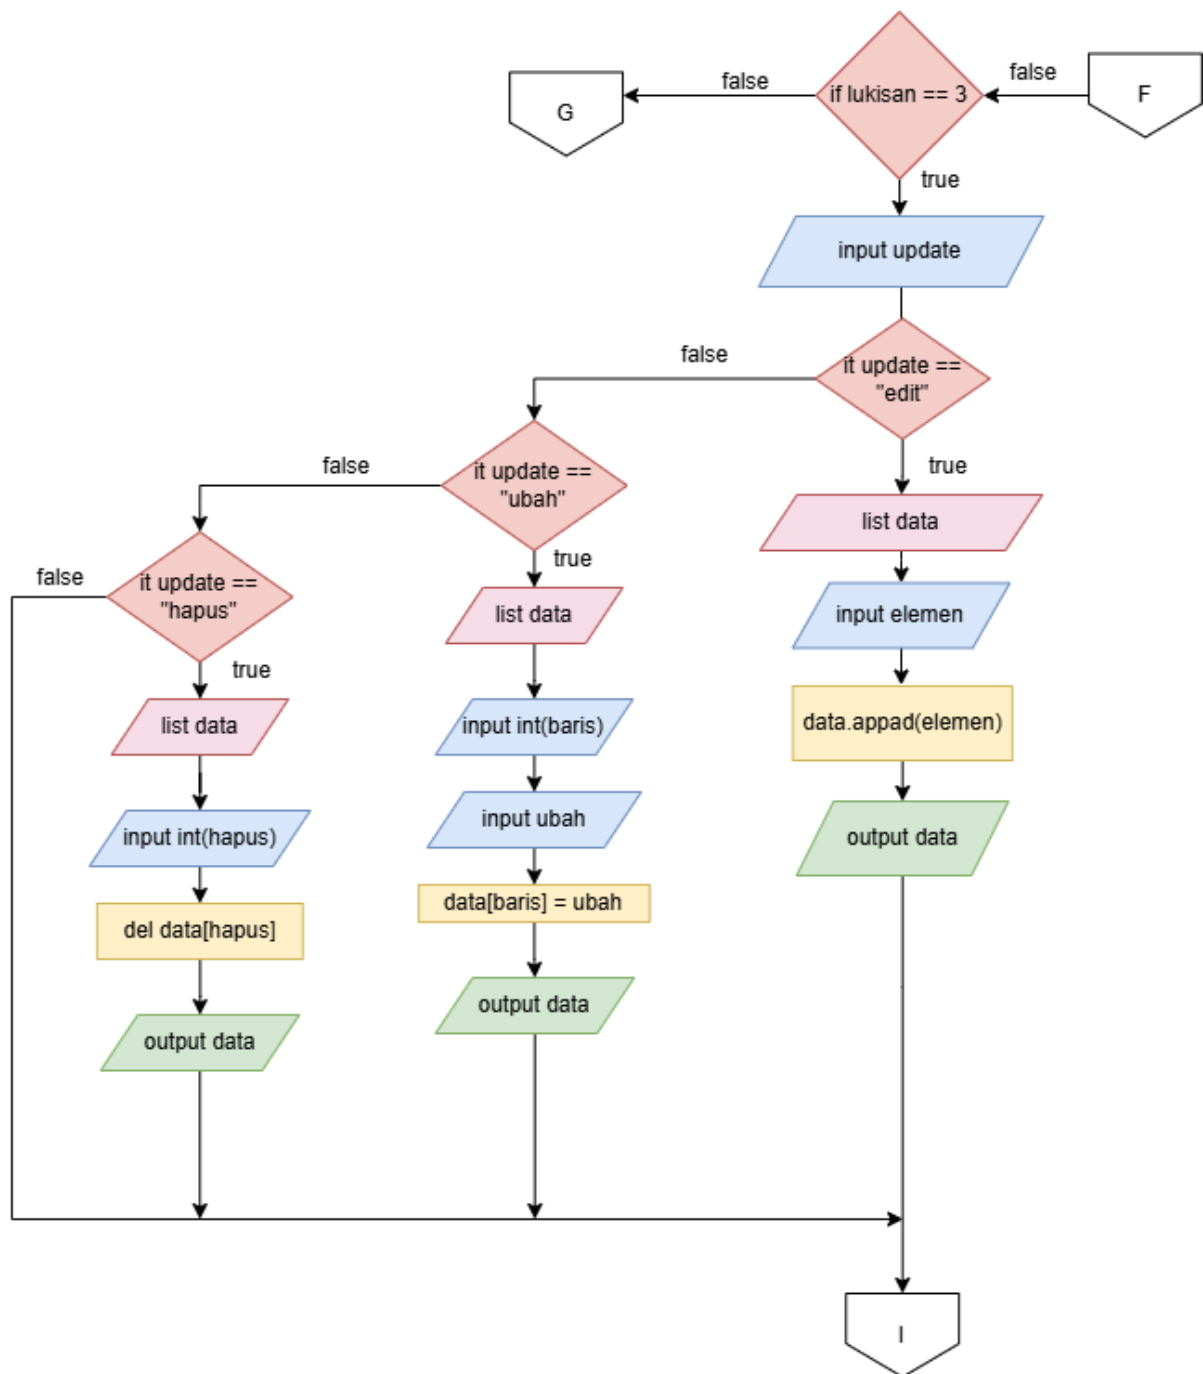 false
if lukisan == 3
false
F
G
true
input update
false
it update ==
"edit"
true
false
it update ==
"ubah"
true
list data
false
it update ==
"hapus"
true
list data
input elemen
list data
input int(baris)
data.appad(elemen)
input int(hapus)
input ubah
output data
del data[hapus]
data[baris] = ubah
output data
output data
I